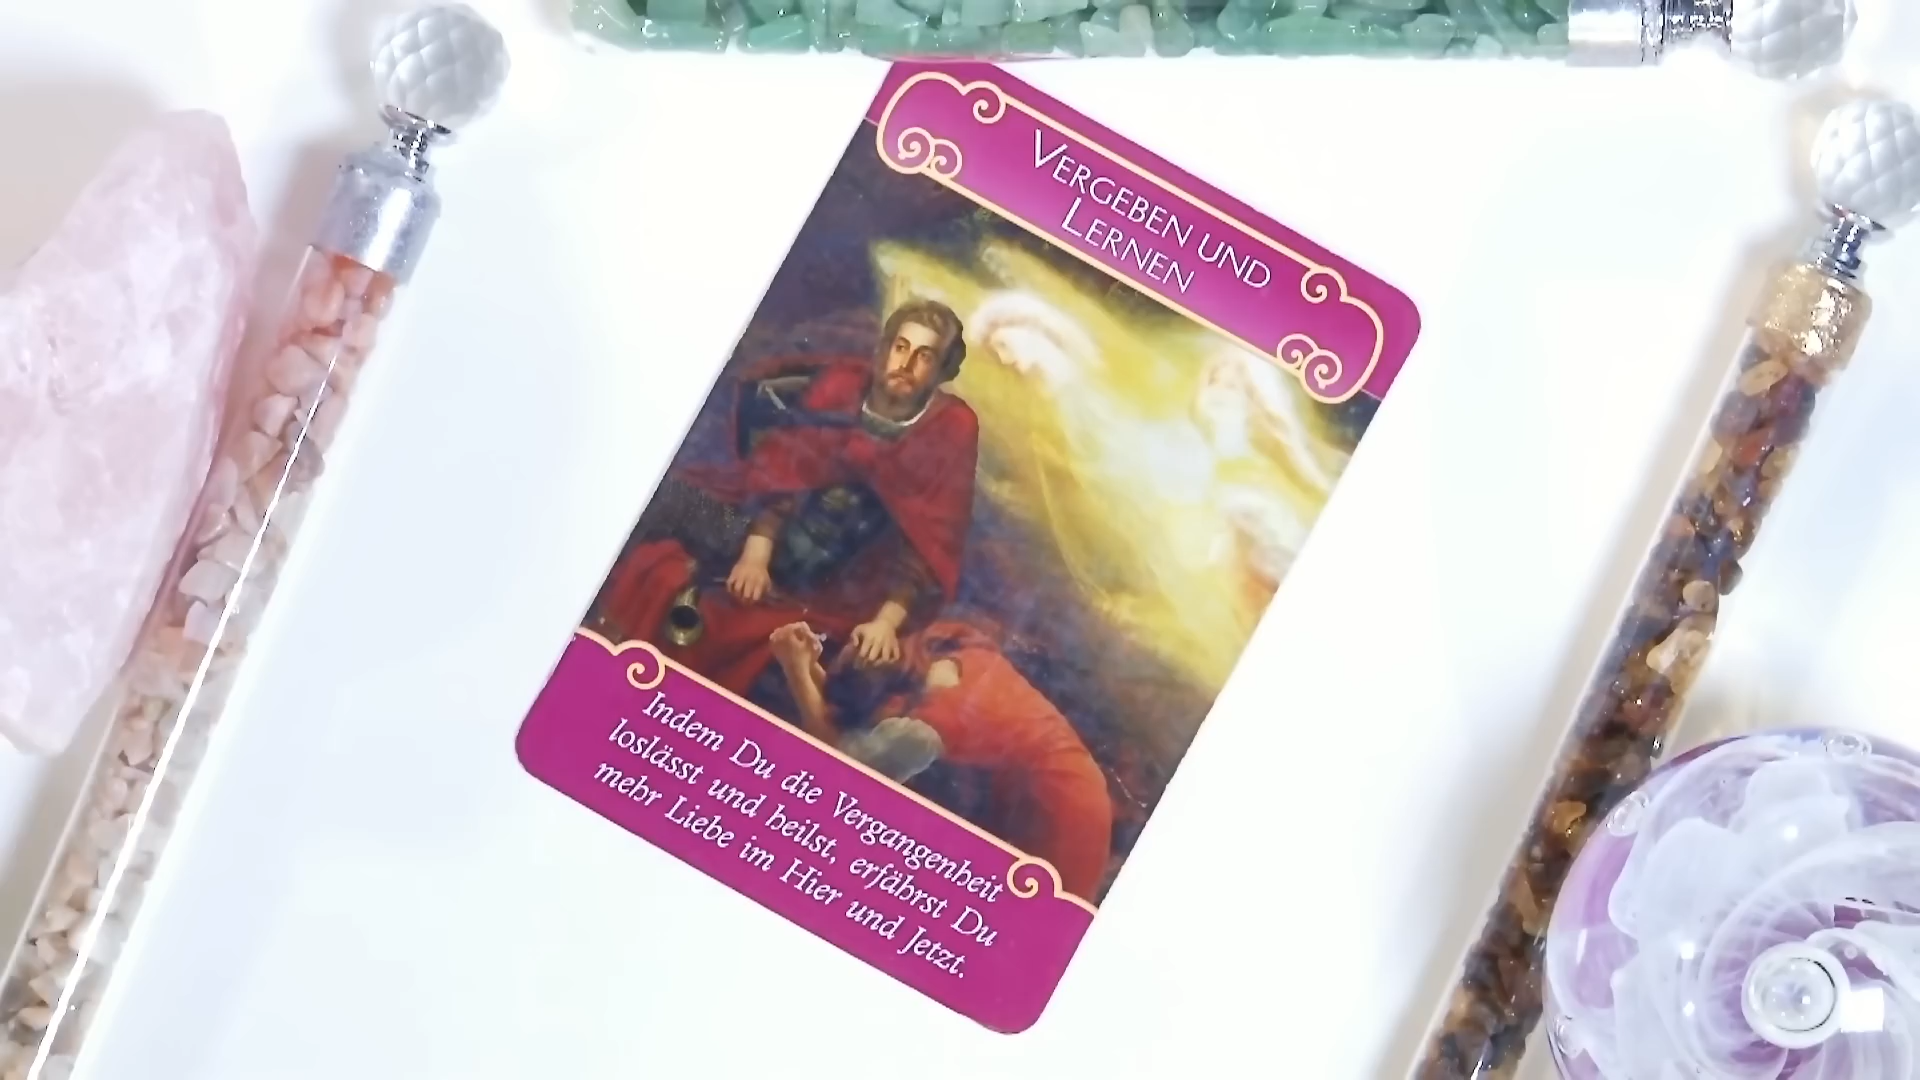 VERGEBEN UND
LERNEN
Indem Du die Vergangenheit
loslässt und heilst, erfährst Du
mehr Liebe im Hier und Jetzt.